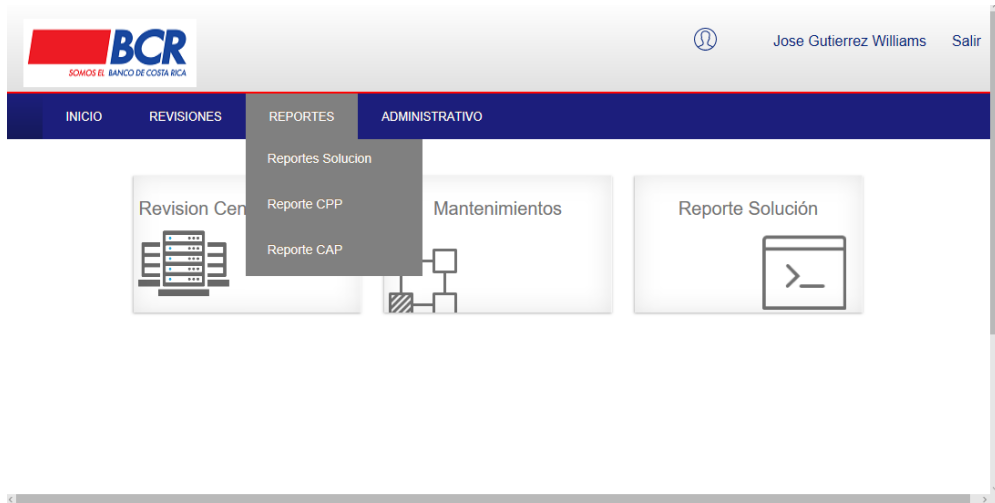 BCR
SOMOS EL BANCO DE COSTA RICA
Jose Gutierrez Williams Salir
INICIO REVISIONES REPORTES ADMINISTRATIVO
Reportes Solucion
Reporte CPP
Reporte CAP
Revision Cen
Mantenimientos
Reporte Solución